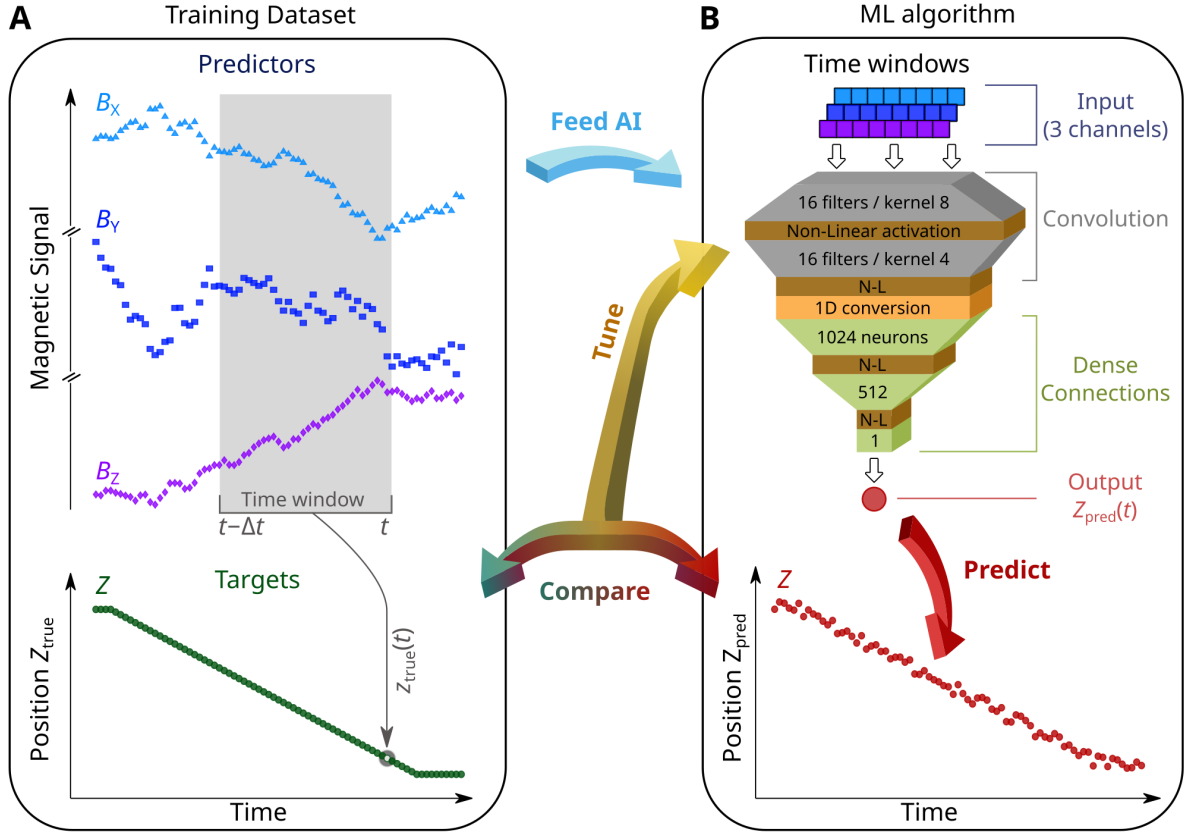 A
Training Dataset
Predictors
B_X
B_Y
B_Z
Magnetic Signal
Time window
t−Δt
t
Targets
Z
z_true(t)
Position Z_true
Time
Feed AI
Tune
Compare
B
ML algorithm
Time windows
Input
(3 channels)
16 filters / kernel 8
Non-Linear activation
16 filters / kernel 4
Convolution
N-L
1D conversion
1024 neurons
N-L
512
N-L
1
Dense
Connections
Output
Z_pred(t)
Predict
Z
Position Z_pred
Time